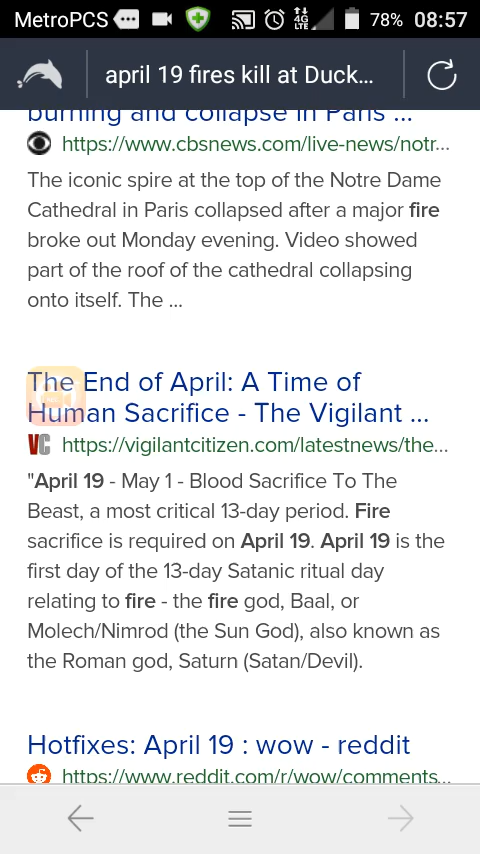 MetroPCS 4G LTE 78% 08:57
april 19 fires kill at Duck...
burning and collapse in Paris ...
https://www.cbsnews.com/live-news/notr...
The iconic spire at the top of the Notre Dame
Cathedral in Paris collapsed after a major fire
broke out Monday evening. Video showed
part of the roof of the cathedral collapsing
onto itself. The ...
The End of April: A Time of
Human Sacrifice - The Vigilant ...
VC https://vigilantcitizen.com/latestnews/the...
"April 19 - May 1 - Blood Sacrifice To The
Beast, a most critical 13-day period. Fire
sacrifice is required on April 19. April 19 is the
first day of the 13-day Satanic ritual day
relating to fire - the fire god, Baal, or
Molech/Nimrod (the Sun God), also known as
the Roman god, Saturn (Satan/Devil).
Hotfixes: April 19 : wow - reddit
https://www.reddit.com/r/wow/comments...